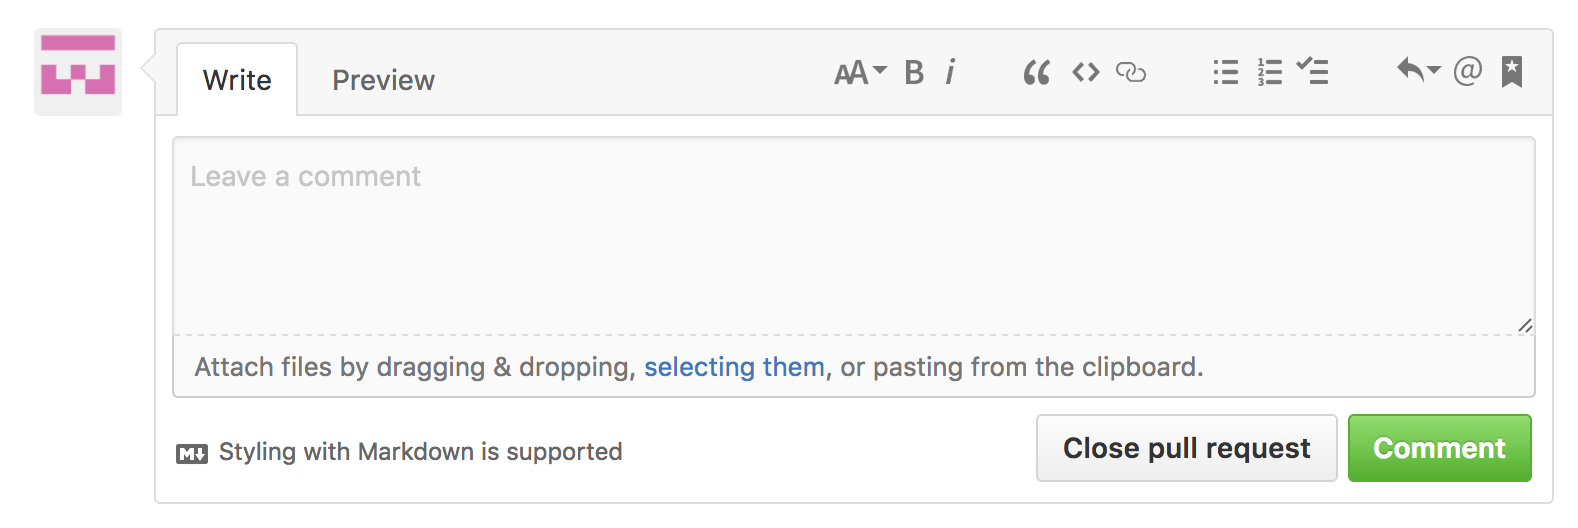 Write Preview AA B i @
Leave a comment
Attach files by dragging & dropping, selecting them, or pasting from the clipboard.
M Styling with Markdown is supported
Close pull request Comment